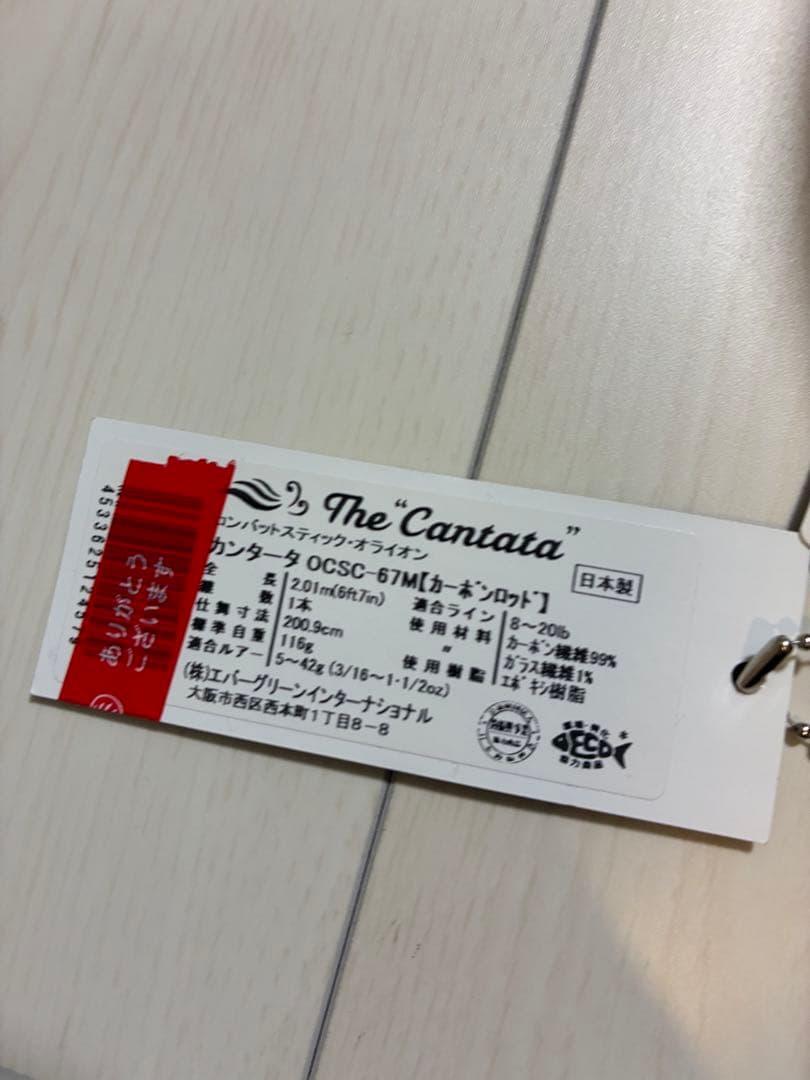 The "Cantata"
コンバットスティック・オライオン
カンタータ OCSC-67M【カーボンロッド】
日本製
全長 2.01m(6ft7in)
継数 1本
仕舞寸法 200.9cm
標準自重 116g
適合ルアー 5～42g (3/16～1・1/2oz)
適合ライン 8～20lb
使用材料 カーボン繊維99%
〃 ガラス繊維1%
使用樹脂 エポキシ樹脂
(株)エバーグリーンインターナショナル
大阪市西区西本町1丁目8-8
ECO
ありがとう
ございます